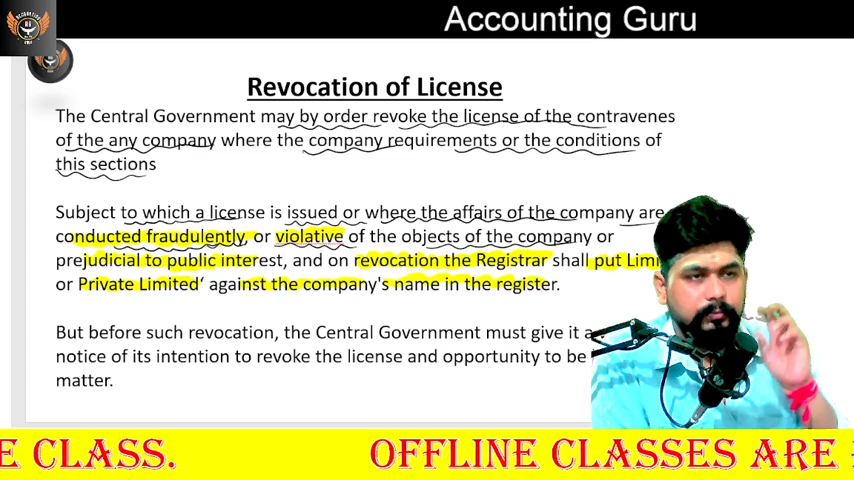 Accounting Guru
Revocation of License
The Central Government may by order revoke the license of the contravenes
of the any company where the company requirements or the conditions of
this sections
Subject to which a license is issued or where the affairs of the company are
conducted fraudulently, or violative of the objects of the company or
prejudicial to public interest, and on revocation the Registrar shall put
or Private Limited‘ against the company's name in the register.
But before such revocation, the Central Government must give it a
notice of its intention to revoke the license and opportunity to be
matter.
E CLASS. OFFLINE CLASSES ARE